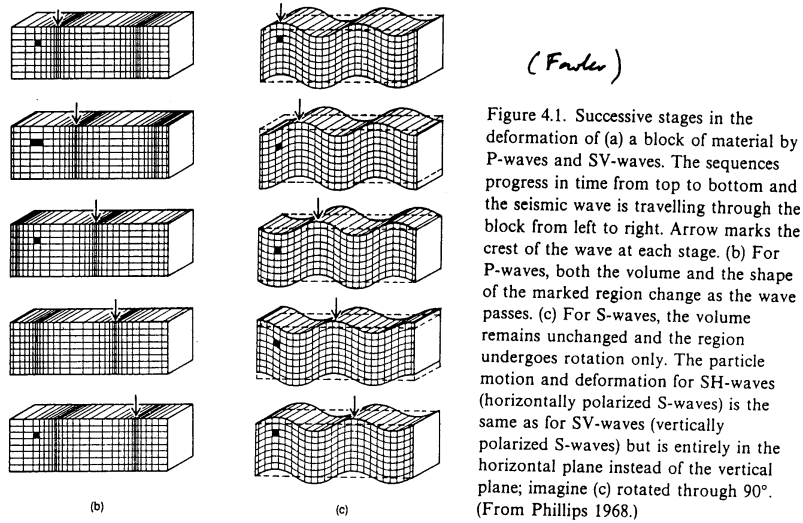 (Fowler)
Figure 4.1. Successive stages in the
deformation of (a) a block of material by
P-waves and SV-waves. The sequences
progress in time from top to bottom and
the seismic wave is travelling through the
block from left to right. Arrow marks the
crest of the wave at each stage. (b) For
P-waves, both the volume and the shape
of the marked region change as the wave
passes. (c) For S-waves, the volume
remains unchanged and the region
undergoes rotation only. The particle
motion and deformation for SH-waves
(horizontally polarized S-waves) is the
same as for SV-waves (vertically
polarized S-waves) but is entirely in the
horizontal plane instead of the vertical
plane; imagine (c) rotated through 90°.
(From Phillips 1968.)
(b)
(c)